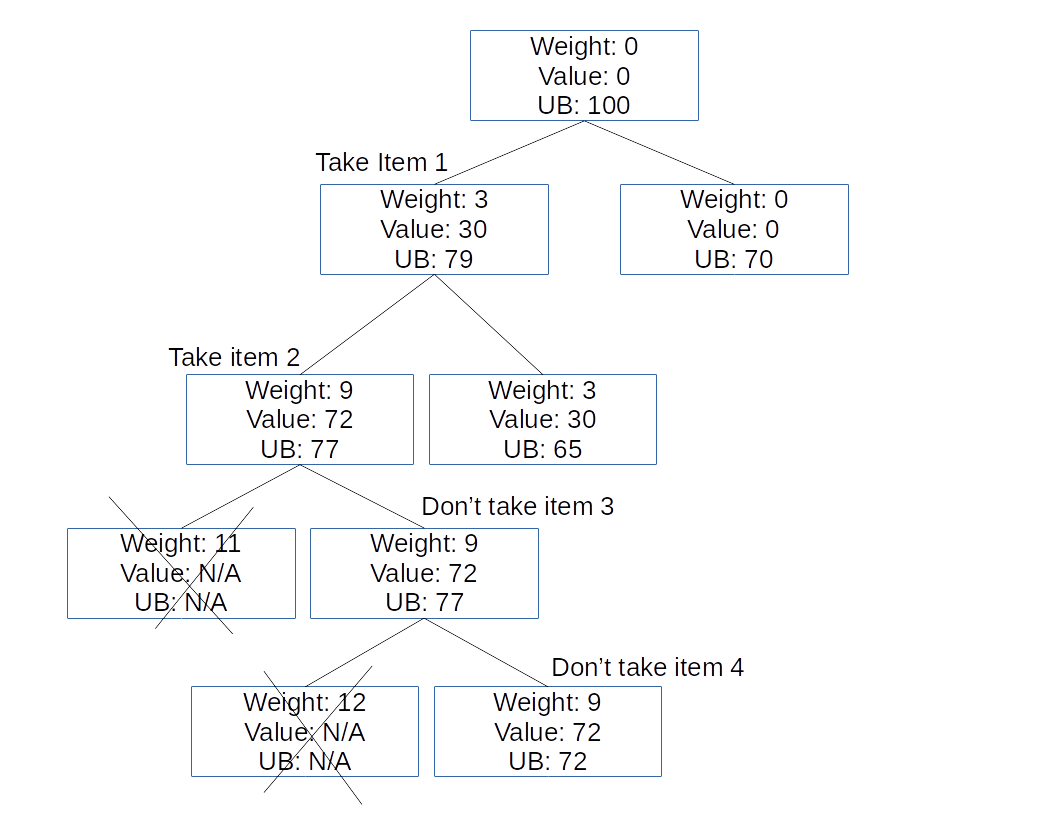 Weight: 0
Value: 0
UB: 100
Take Item 1
Weight: 3
Value: 30
UB: 79
Weight: 0
Value: 0
UB: 70
Take item 2
Weight: 9
Value: 72
UB: 77
Weight: 3
Value: 30
UB: 65
Don’t take item 3
Weight: 11
Value: N/A
UB: N/A
Weight: 9
Value: 72
UB: 77
Don’t take item 4
Weight: 12
Value: N/A
UB: N/A
Weight: 9
Value: 72
UB: 72